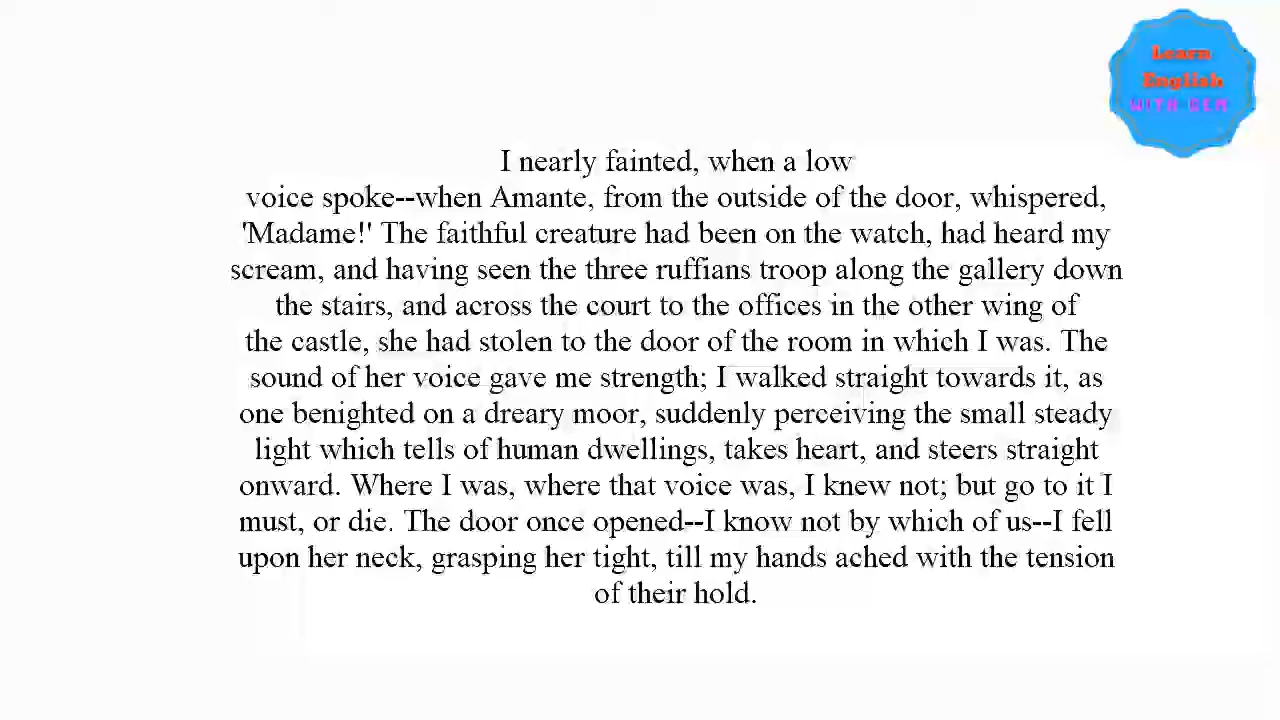 Learn
English
WITH GEM
I nearly fainted, when a low
voice spoke--when Amante, from the outside of the door, whispered,
'Madame!' The faithful creature had been on the watch, had heard my
scream, and having seen the three ruffians troop along the gallery down
the stairs, and across the court to the offices in the other wing of
the castle, she had stolen to the door of the room in which I was. The
sound of her voice gave me strength; I walked straight towards it, as
one benighted on a dreary moor, suddenly perceiving the small steady
light which tells of human dwellings, takes heart, and steers straight
onward. Where I was, where that voice was, I knew not; but go to it I
must, or die. The door once opened--I know not by which of us--I fell
upon her neck, grasping her tight, till my hands ached with the tension
of their hold.